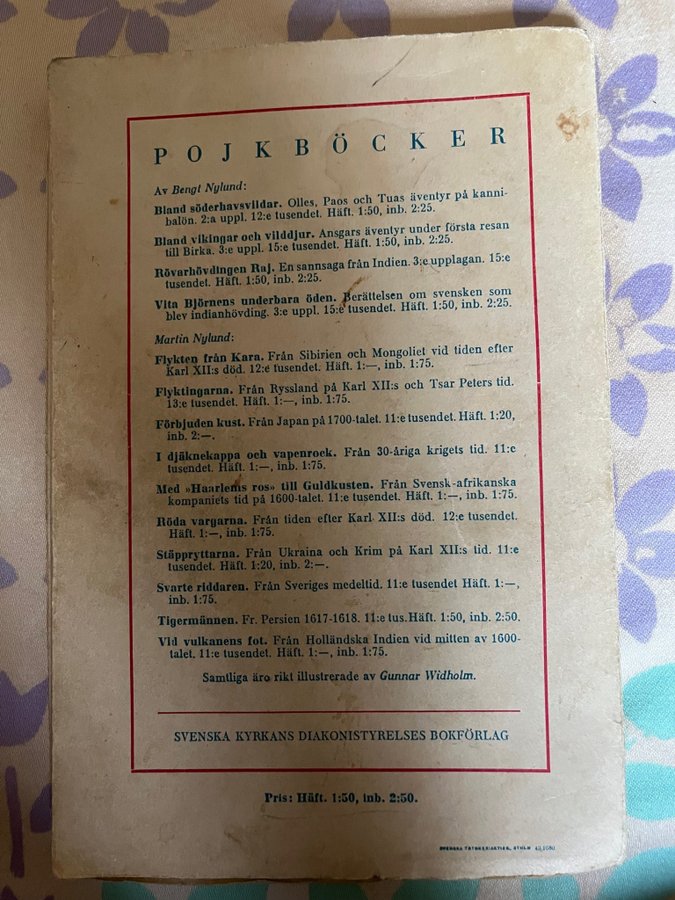 POJKBÖCKER
Av Bengt Nylund:
Bland söderhavsvildar. Olles, Paos och Tuas äventyr på kanni-
balön. 2:a uppl. 12:e tusendet. Häft. 1:50, inb. 2:25.
Bland vikingar och vilddjur. Ansgars äventyr under första resan
till Birka. 3:e uppl. 15:e tusendet. Häft. 1:50, inb. 2:25.
Rövarhövdingen Raj. En sannsaga från Indien. 3:e upplagan. 15:e
tusendet. Häft. 1:50, inb. 2:25.
Vita Björnens underbara öden. Berättelsen om svensken som
blev indianhövding. 3:e uppl. 15:e tusendet. Häft. 1:50, inb. 2:25.
Martin Nylund:
Flykten från Kara. Från Sibirien och Mongoliet vid tiden efter
Karl XII:s död. 12:e tusendet. Häft. 1:—, inb. 1:75.
Flyktingarna. Från Ryssland på Karl XII:s och Tsar Peters tid.
13:e tusendet. Häft. 1:—, inb. 1:75.
Förbjuden kust. Från Japan på 1700-talet. 11:e tusendet. Häft. 1:20,
inb. 2:—.
I djäknekappa och vapenrock. Från 30-åriga krigets tid. 11:e
tusendet. Häft. 1:—, inb. 1:75.
Med »Haarlems ros» till Guldkusten. Från Svensk-afrikanska
kompaniets tid på 1600-talet. 11:e tusendet. Häft. 1:—, inb. 1:75.
Röda vargarna. Från tiden efter Karl XII:s död. 12:e tusendet.
Häft. 1:—, inb. 1:75.
Stäppryttarna. Från Ukraina och Krim på Karl XII:s tid. 11:e
tusendet. Häft. 1:20, inb. 2:—.
Svarte riddaren. Från Sveriges medeltid. 11:e tusendet Häft. 1:—,
inb. 1:75.
Tigermännen. Fr. Persien 1617-1618. 11:e tus. Häft. 1:50, inb. 2:50.
Vid vulkanens fot. Från Holländska Indien vid mitten av 1600-
talet. 11:e tusendet. Häft. 1:—, inb. 1:75.
Samtliga äro rikt illustrerade av Gunnar Widholm.
SVENSKA KYRKANS DIAKONISTYRELSES BOKFÖRLAG
Pris: Häft. 1:50, inb. 2:50.
SVENSKA TRYCKERIAKTIEB. STHLM